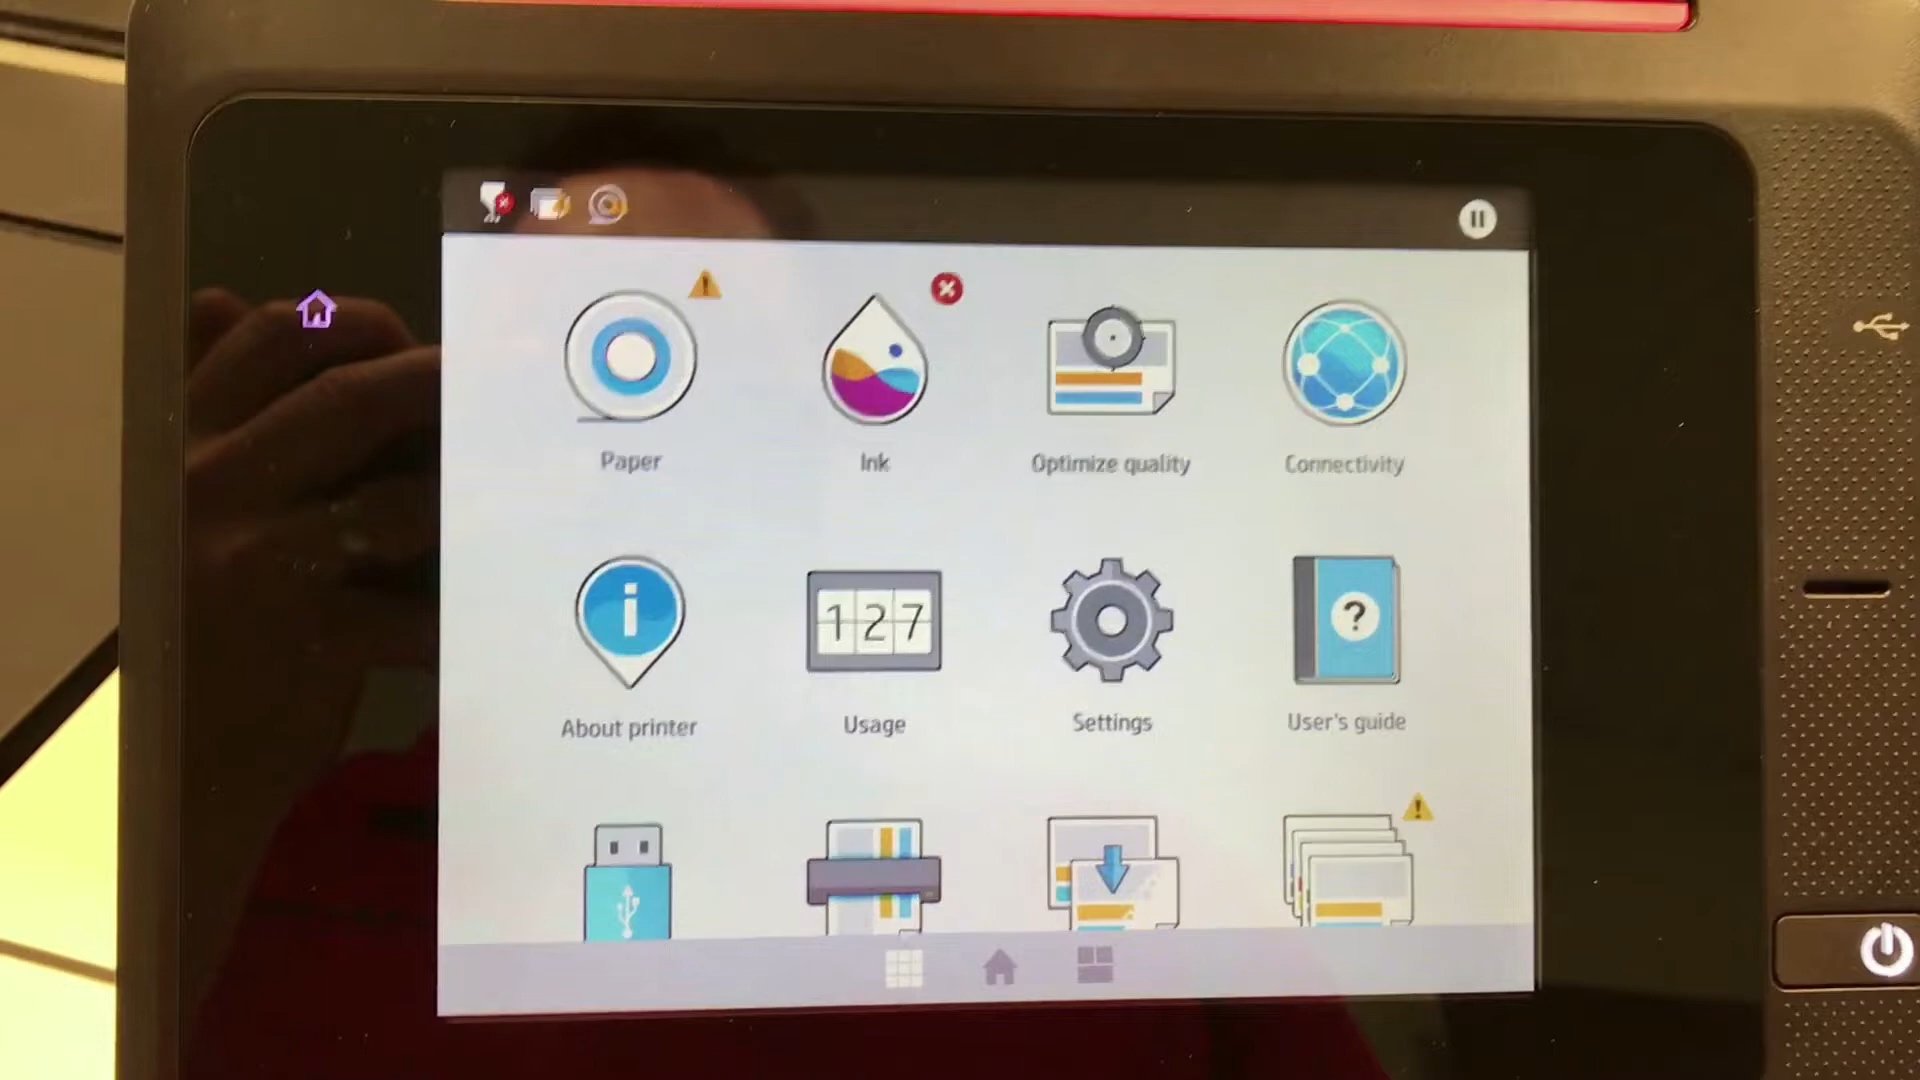 Paper
Ink
Optimize quality
Connectivity
i
127
?
About printer
Usage
Settings
User's guide